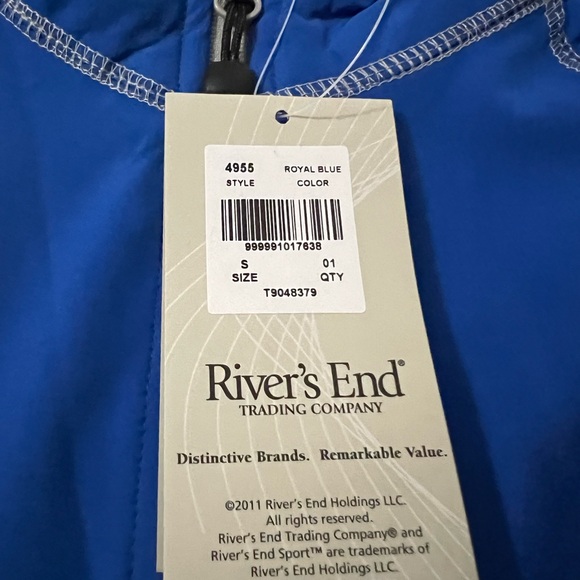 4955 ROYAL BLUE
STYLE COLOR
999991017638
S 01
SIZE QTY
T9048379
River's End®
TRADING COMPANY
Distinctive Brands. Remarkable Value.
©2011 River's End Holdings LLC.
All rights reserved.
River's End Trading Company® and
River's End Sport™ are trademarks of
River's End Holdings LLC.